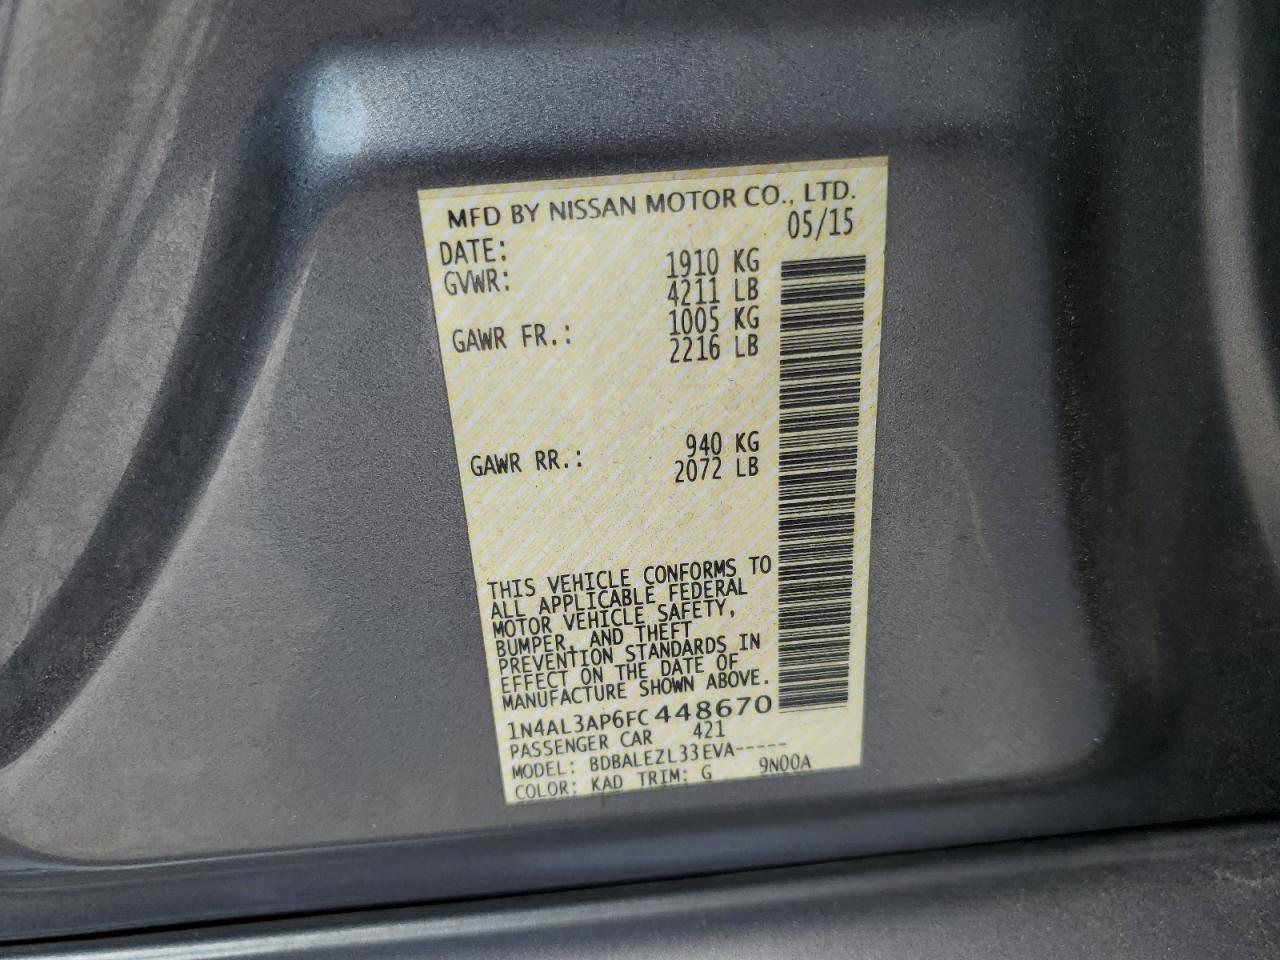 MFD BY NISSAN MOTOR CO., LTD.
DATE: 05/15
GVWR: 1910 KG
4211 LB
GAWR FR.: 1005 KG
2216 LB
GAWR RR.: 940 KG
2072 LB
THIS VEHICLE CONFORMS TO
ALL APPLICABLE FEDERAL
MOTOR VEHICLE SAFETY,
BUMPER, AND THEFT
PREVENTION STANDARDS IN
EFFECT ON THE DATE OF
MANUFACTURE SHOWN ABOVE.
1N4AL3AP6FC448670
PASSENGER CAR 421
MODEL: BDBALEZL33EVA-----
COLOR: KAD TRIM: G 9N00A